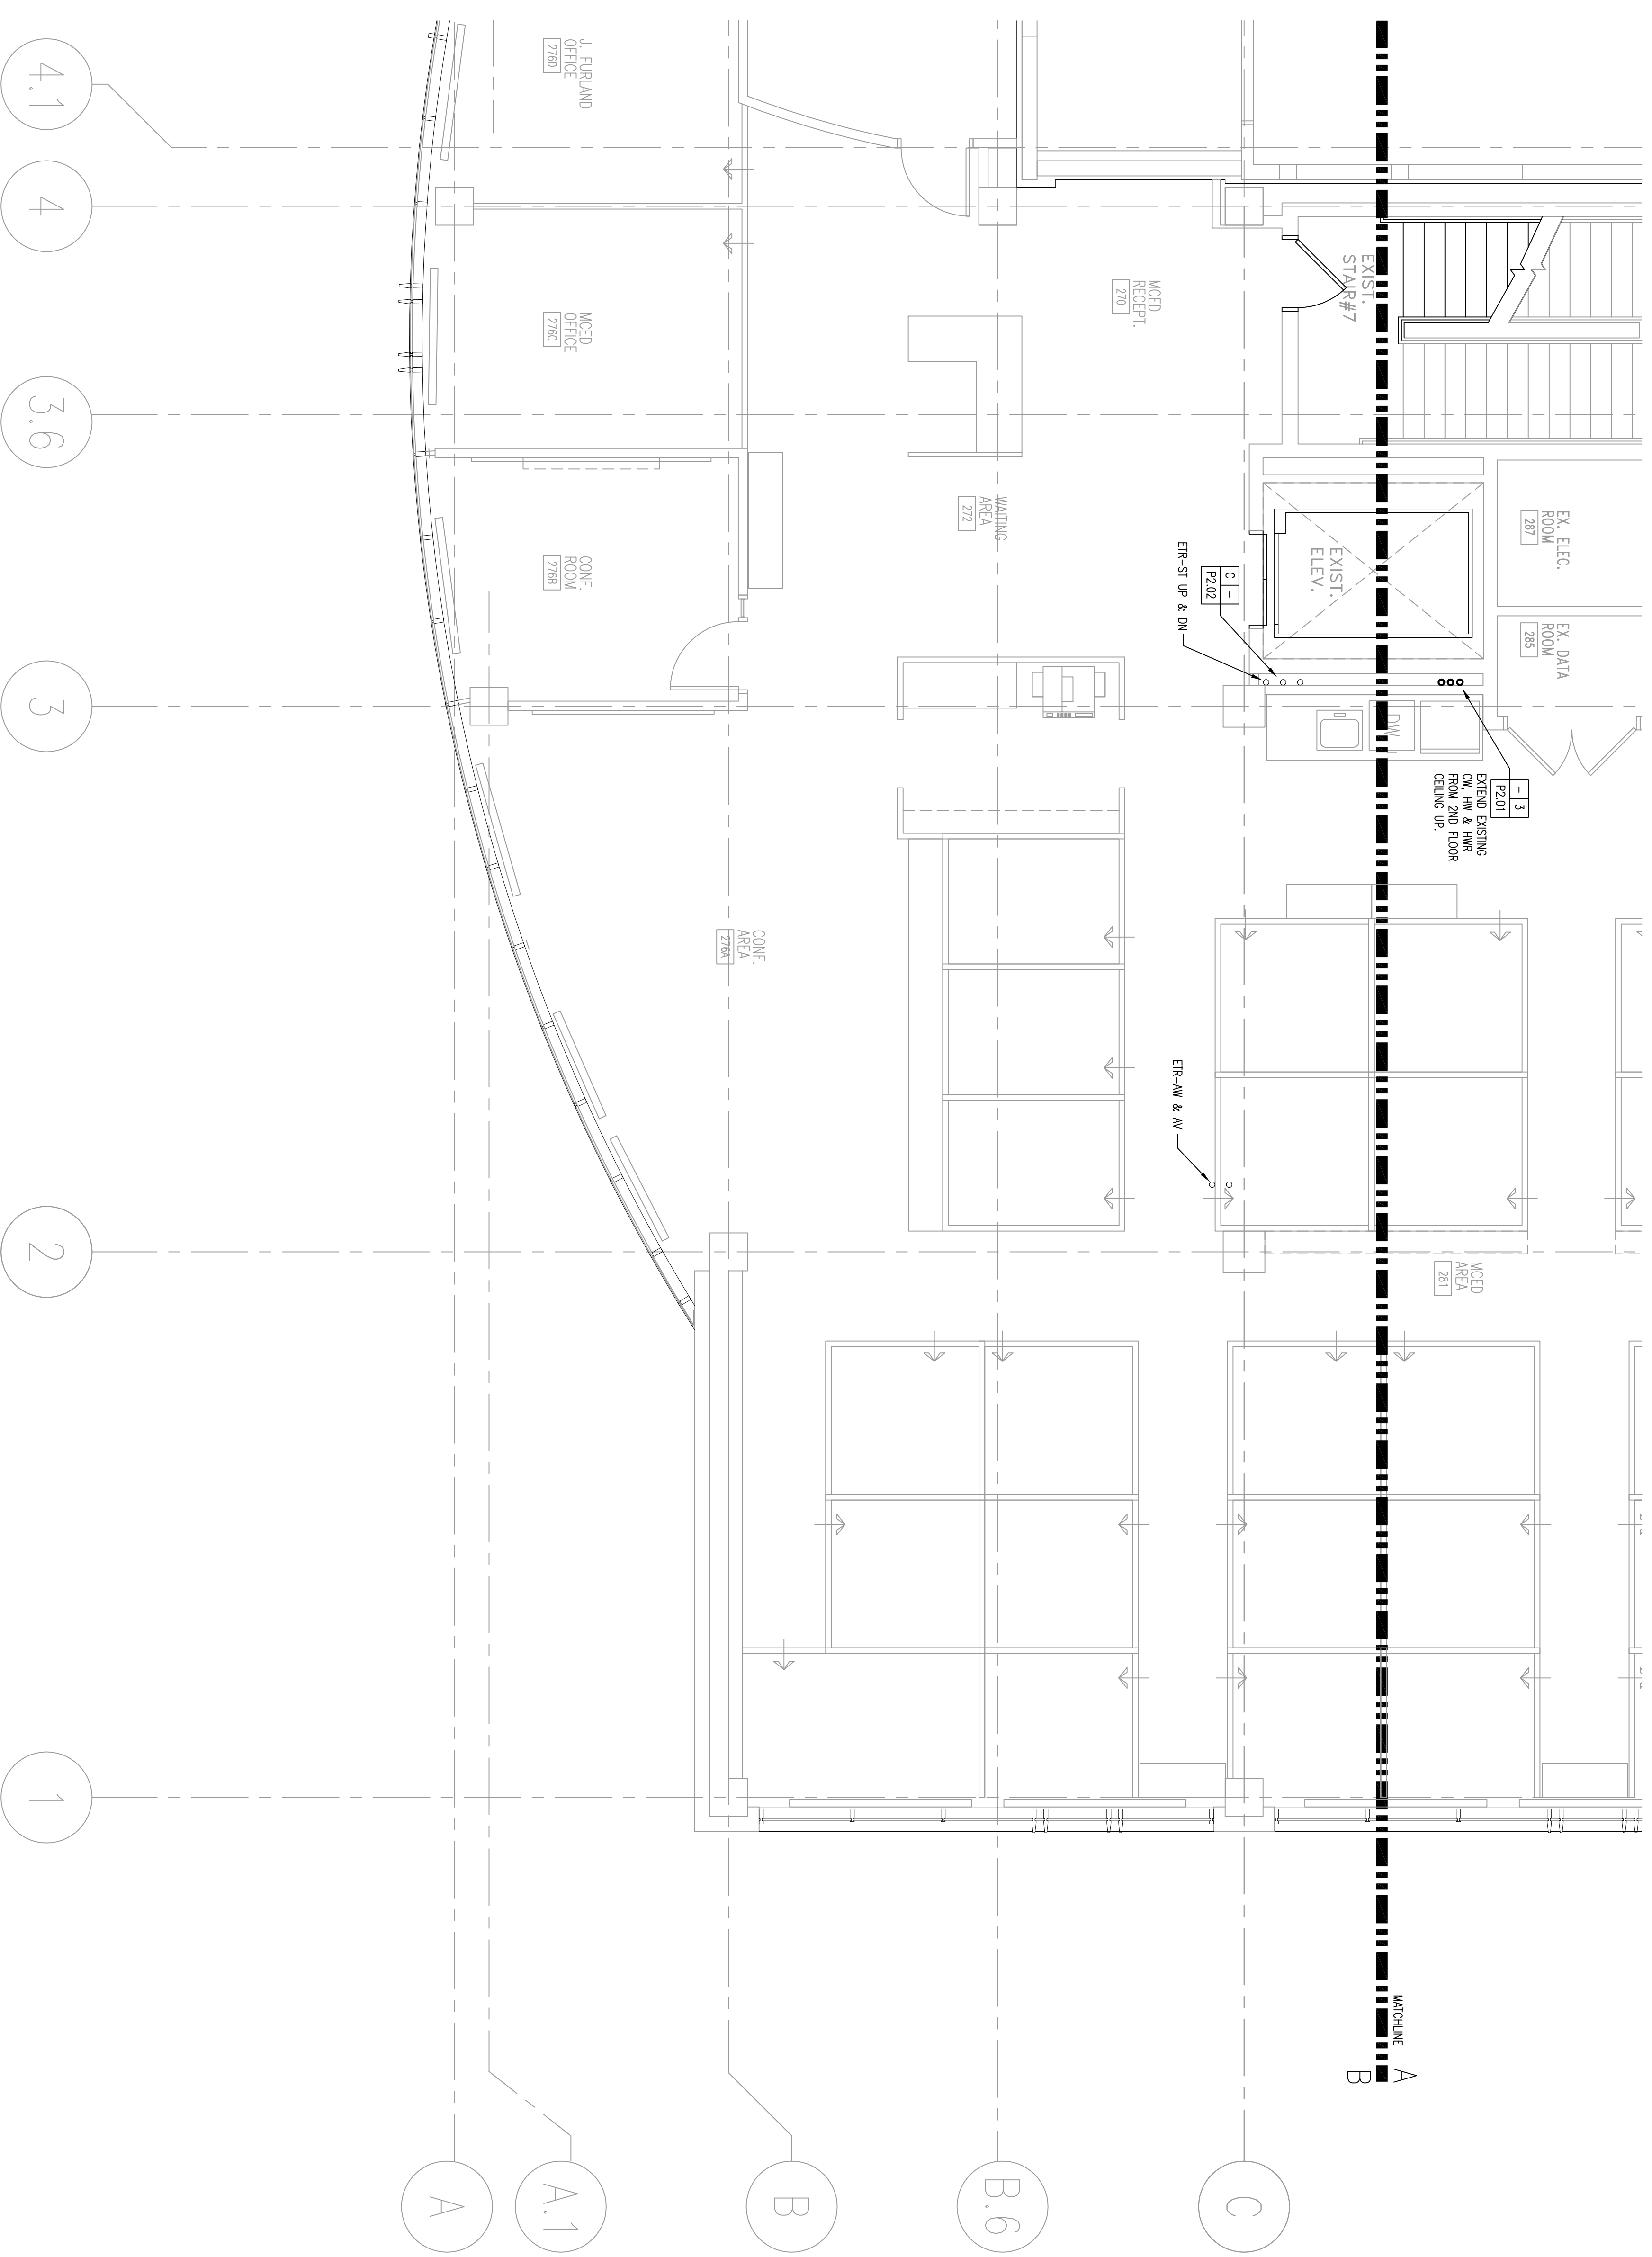 4.1
4
3.6
3
2
1
J. FURLAND
OFFICE
276D
MCED
OFFICE
276C
CONF.
ROOM
276B
CONF.
AREA
276A
WAITING
AREA
272
MCED
RECEPT.
270
EXIST.
STAIR#7
EXIST.
ELEV.
EX. ELEC.
ROOM
287
EX. DATA
ROOM
285
C -
P2.02
ETR-ST UP & DN
- 3
P2.01
EXTEND EXISTING
CW, HW & HWR
FROM 2ND FLOOR
CEILING UP.
DW
ETR-AW & AV
MCED
AREA
281
MATCHLINE
A
B
C
B.6
B
A.1
A